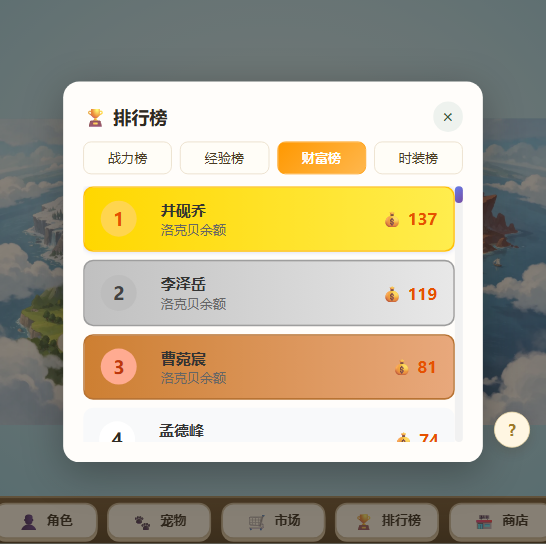 排行榜
×
战力榜
经验榜
财富榜
时装榜
1
井砚乔
洛克贝余额
137
2
李泽岳
洛克贝余额
119
3
曹菀宸
洛克贝余额
81
4
孟德峰
74
?
角色
宠物
市场
排行榜
商店